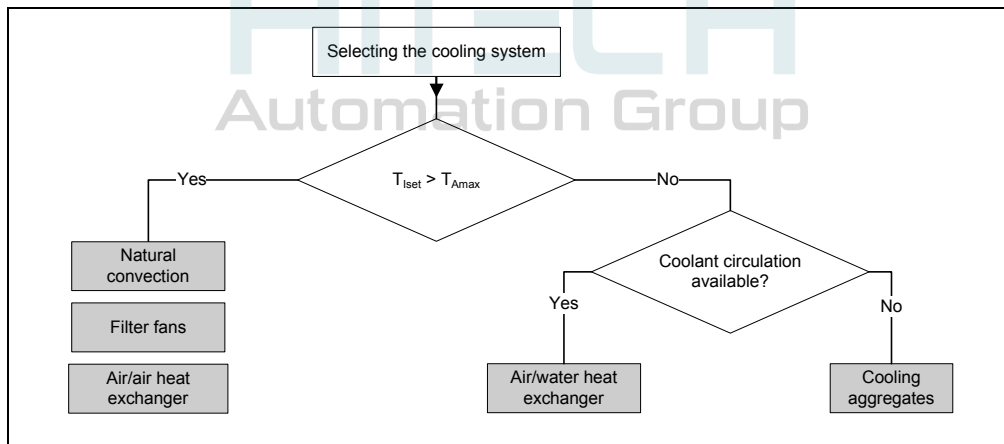 HITECH
Automation Group
Selecting the cooling system
T_Iset > T_Amax
Yes
No
Natural
convection
Filter fans
Air/air heat
exchanger
Coolant circulation
available?
Yes
No
Air/water heat
exchanger
Cooling
aggregates